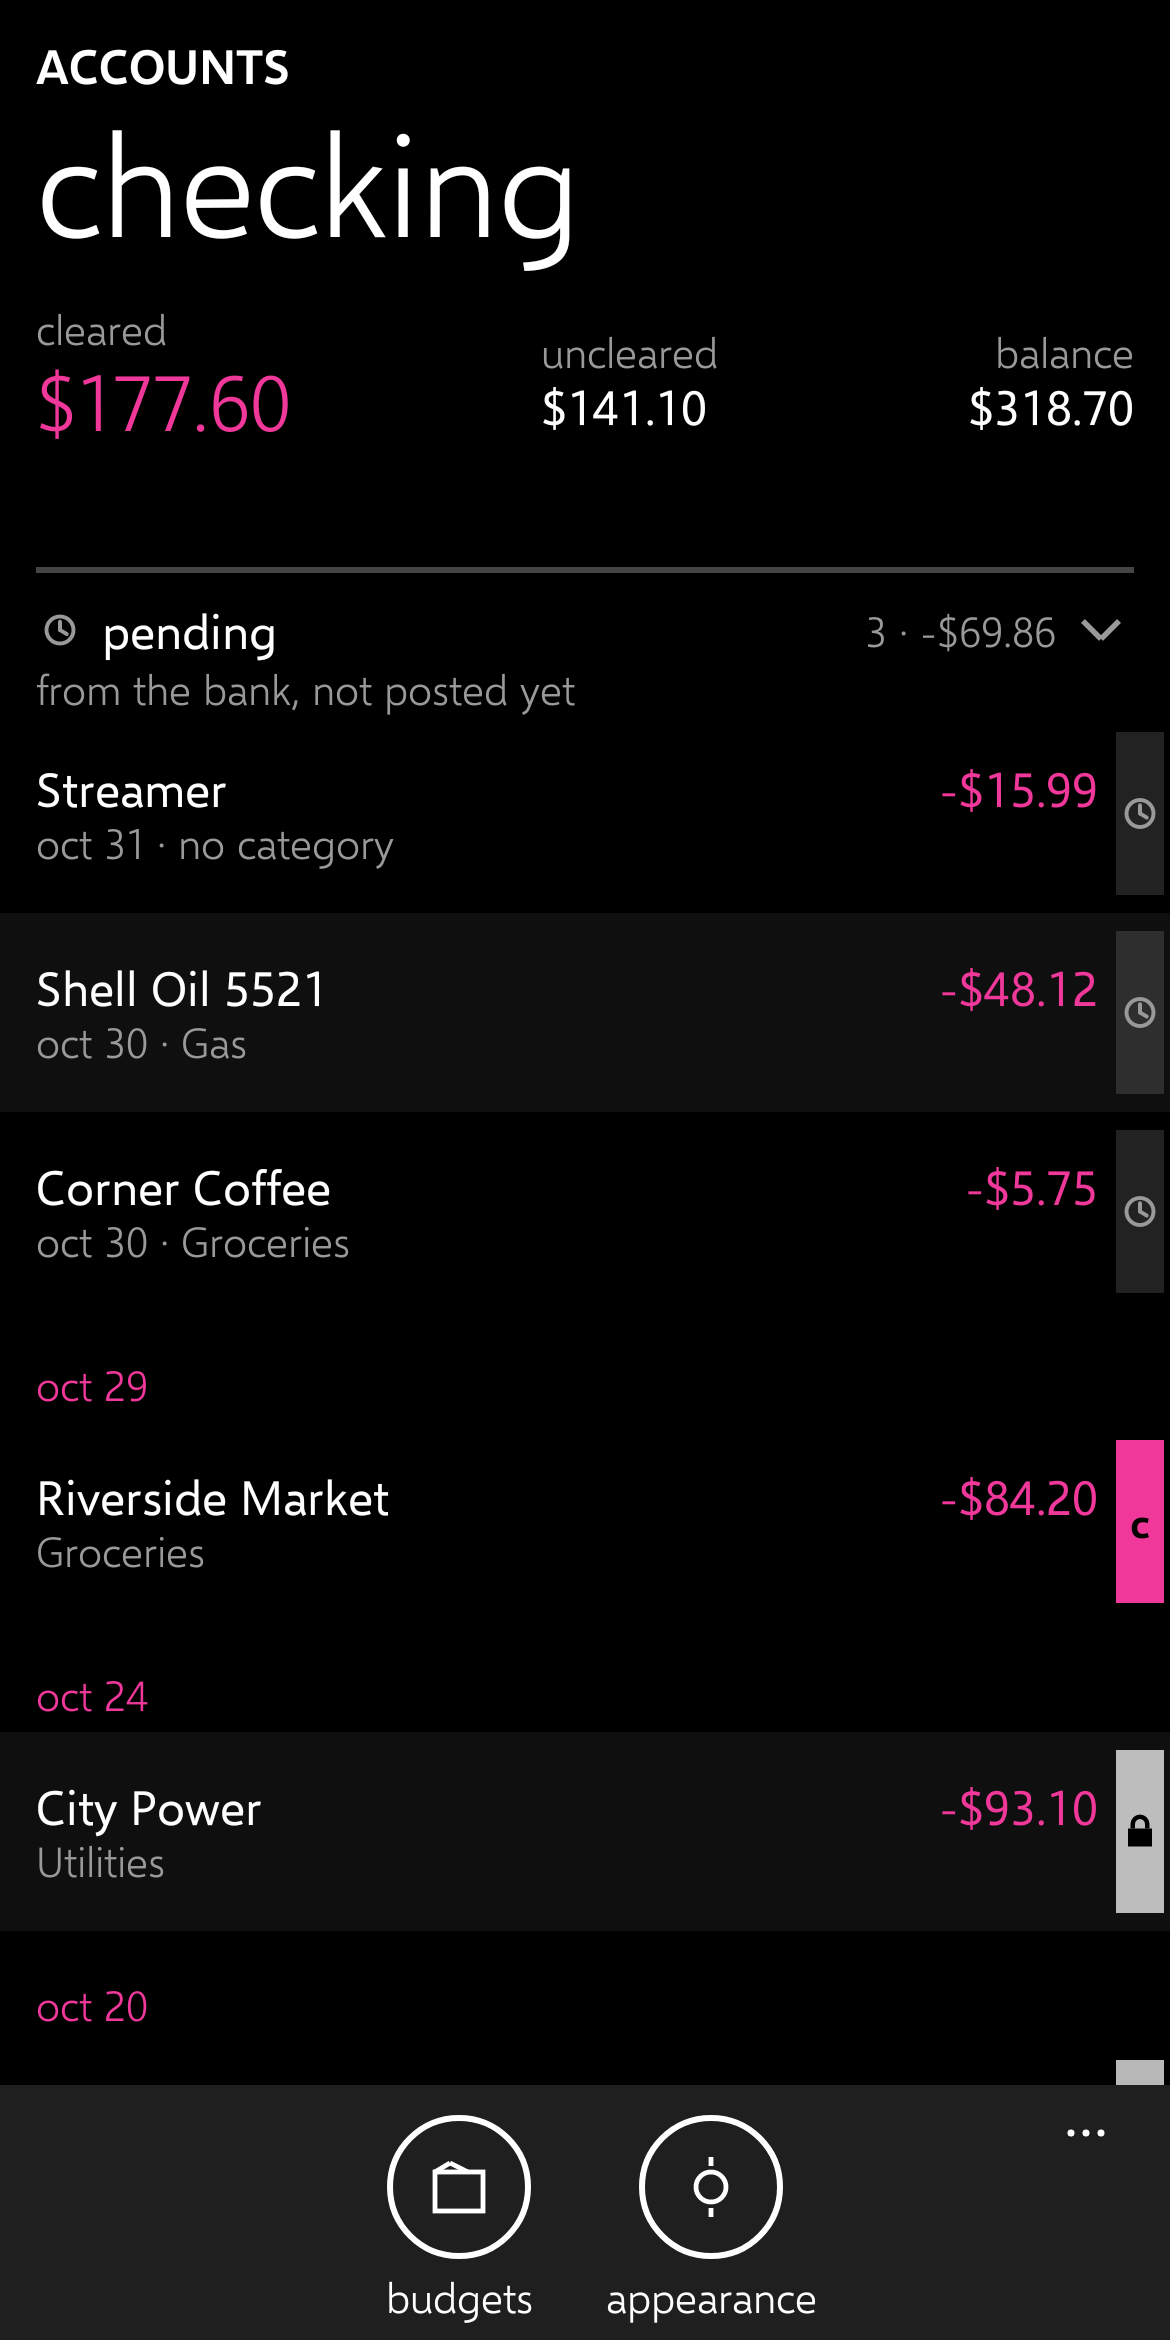 ACCOUNTS
checking
cleared
$177.60
uncleared
$141.10
balance
$318.70
pending
3 · -$69.86
from the bank, not posted yet
Streamer
-$15.99
oct 31 · no category
Shell Oil 5521
-$48.12
oct 30 · Gas
Corner Coffee
-$5.75
oct 30 · Groceries
oct 29
Riverside Market
-$84.20
c
Groceries
oct 24
City Power
-$93.10
Utilities
oct 20
...
budgets
appearance